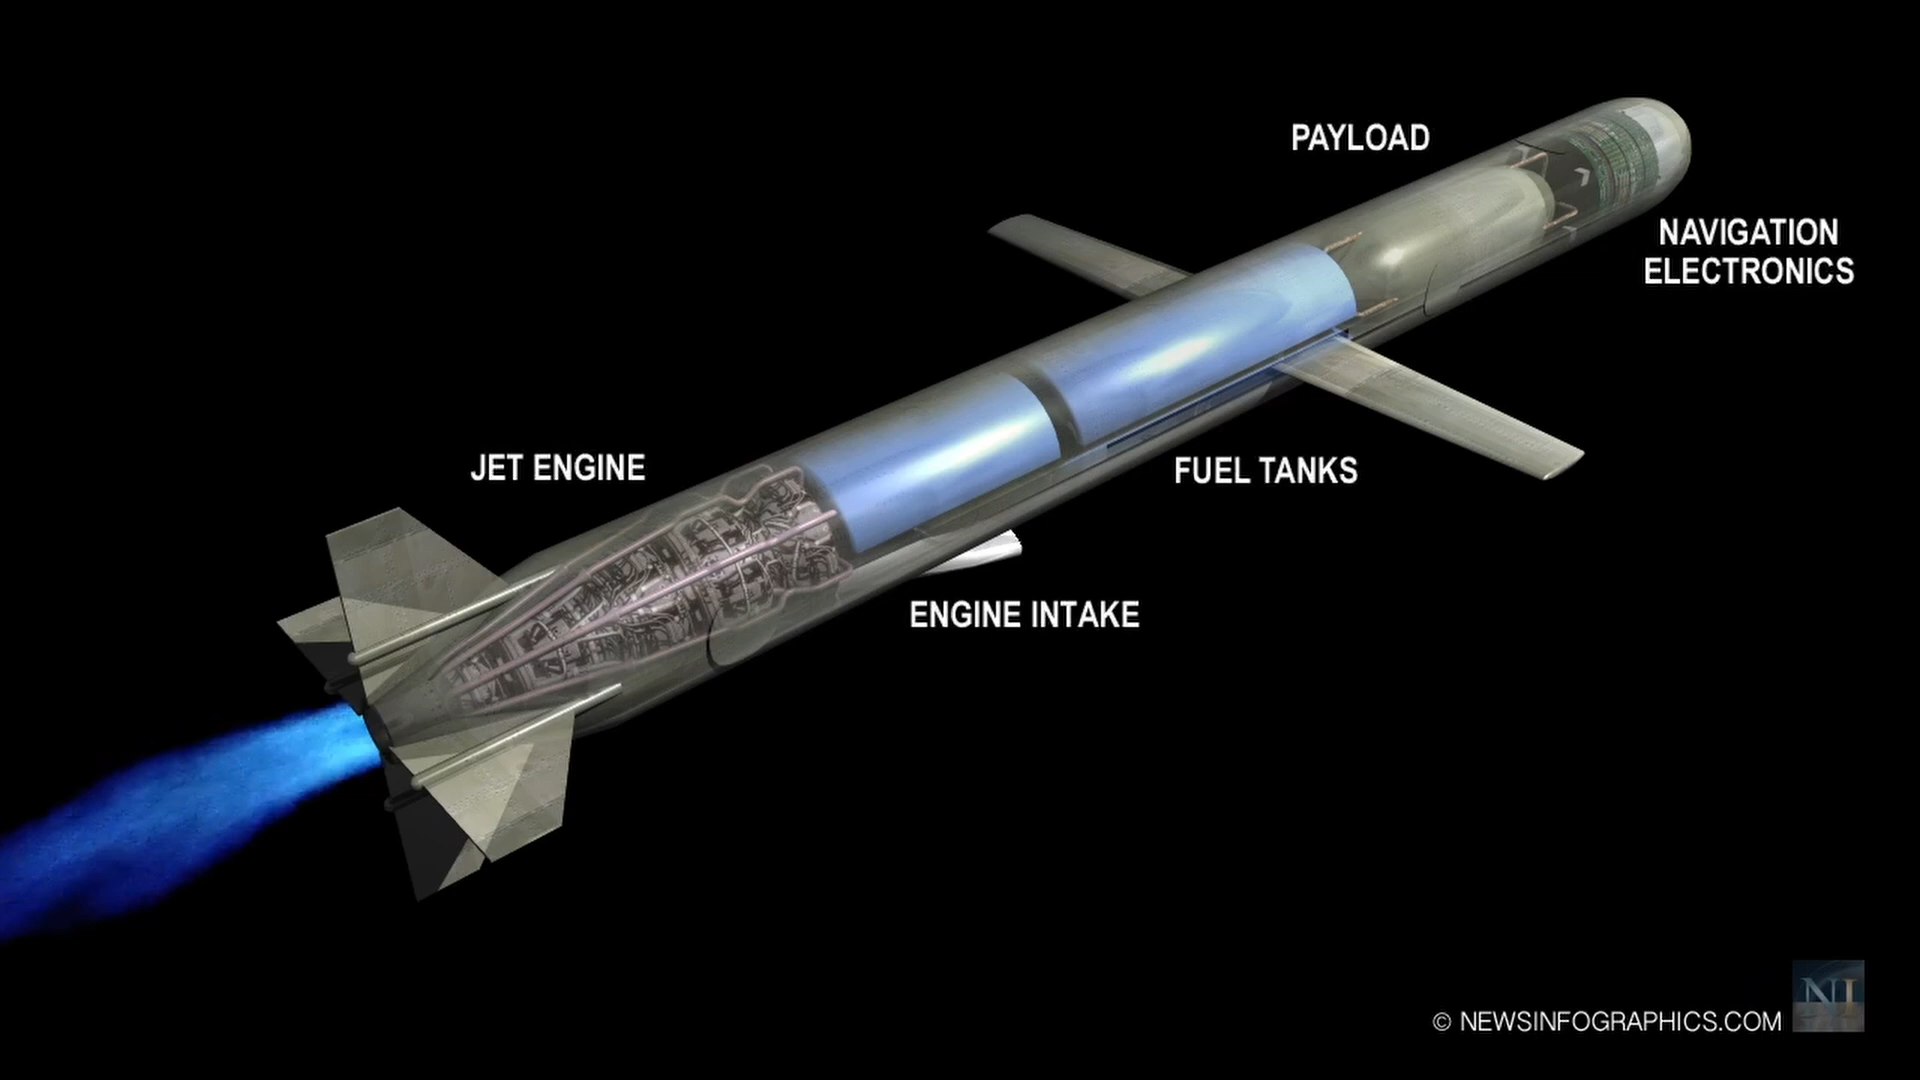 PAYLOAD
NAVIGATION
ELECTRONICS
JET ENGINE
FUEL TANKS
ENGINE INTAKE
© NEWSINFOGRAPHICS.COM
NI